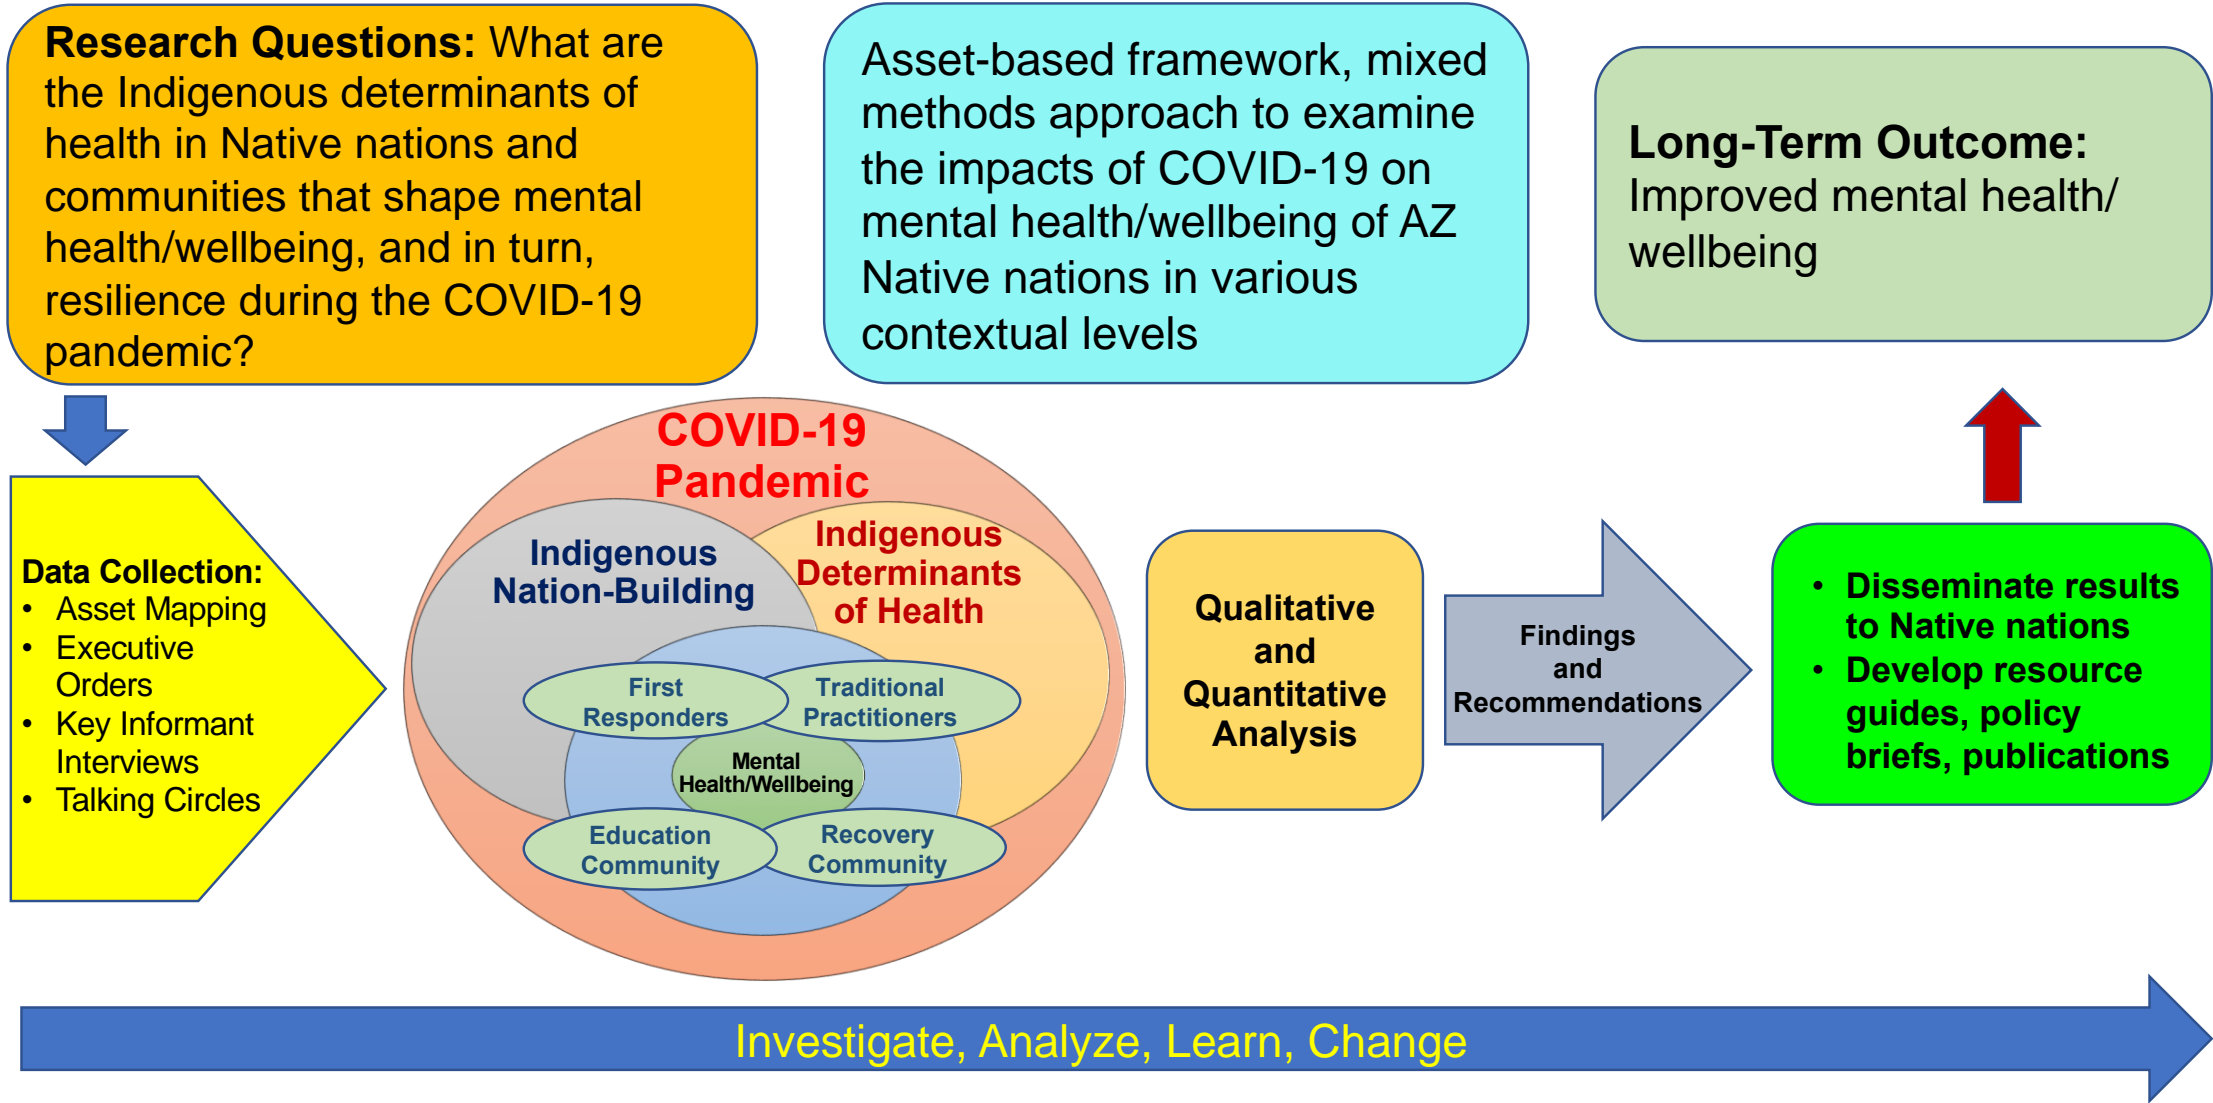 Research Questions: What are
the Indigenous determinants of
health in Native nations and
communities that shape mental
health/wellbeing, and in turn,
resilience during the COVID-19
pandemic?
Asset-based framework, mixed
methods approach to examine
the impacts of COVID-19 on
mental health/wellbeing of AZ
Native nations in various
contextual levels
Long-Term Outcome:
Improved mental health/
wellbeing
Data Collection:
• Asset Mapping
• Executive
Orders
• Key Informant
Interviews
• Talking Circles
COVID-19
Pandemic
Indigenous
Nation-Building
Indigenous
Determinants
of Health
First
Responders
Traditional
Practitioners
Mental
Health/Wellbeing
Education
Community
Recovery
Community
Qualitative
and
Quantitative
Analysis
Findings
and
Recommendations
• Disseminate results
to Native nations
• Develop resource
guides, policy
briefs, publications
Investigate, Analyze, Learn, Change